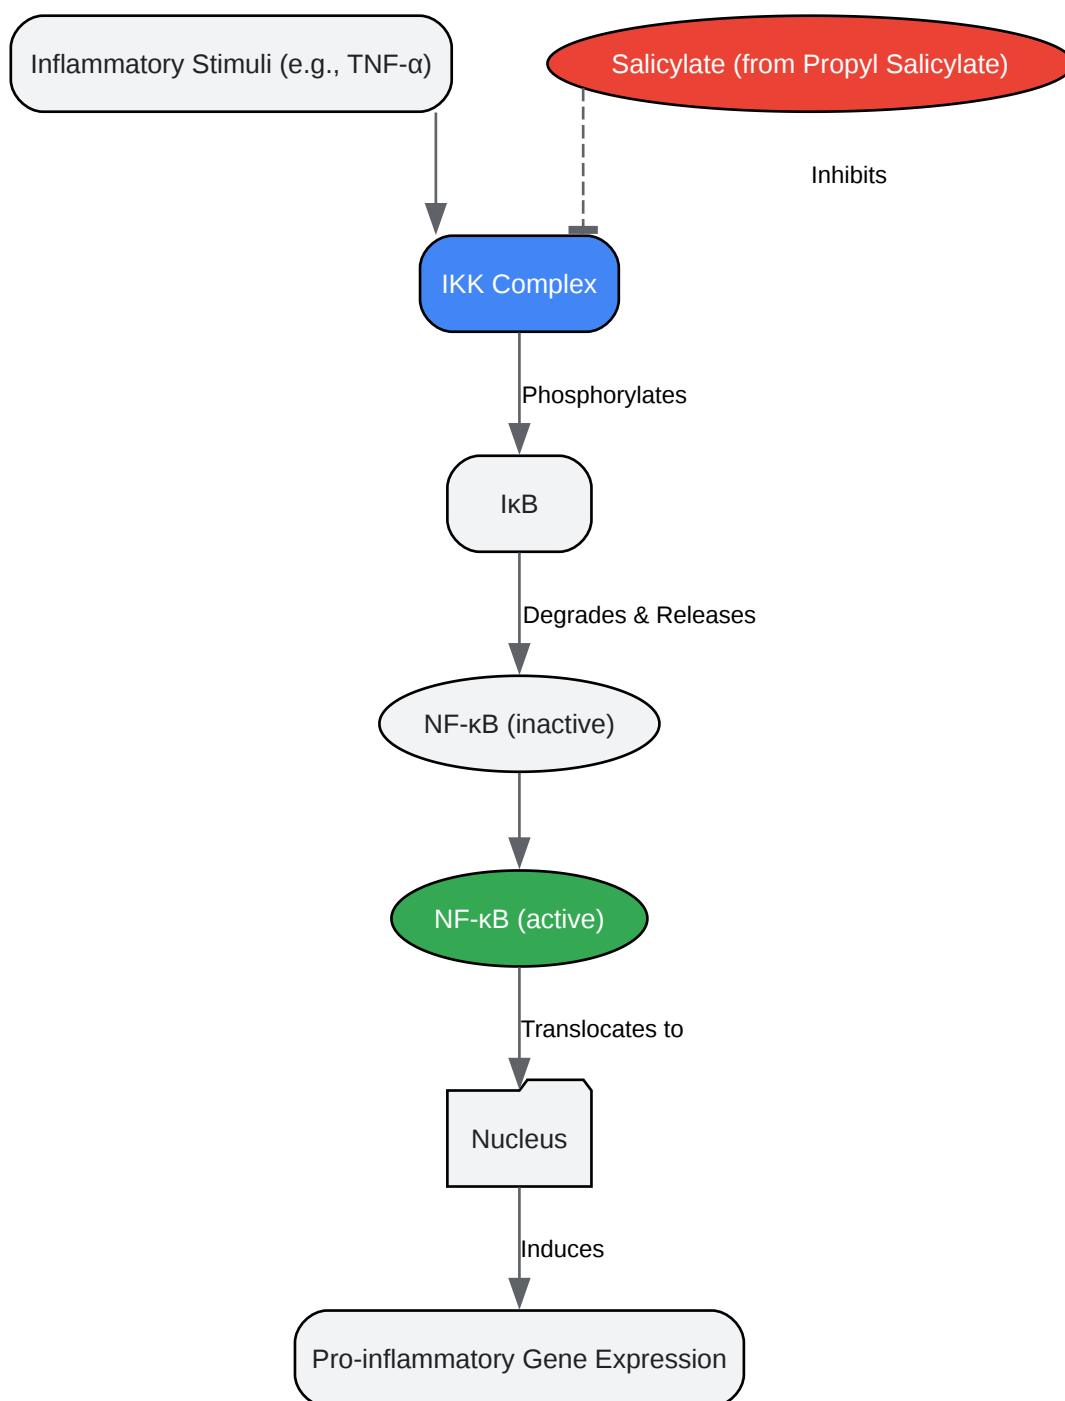 Inflammatory Stimuli (e.g., TNF-α)
Salicylate (from Propyl Salicylate)
Inhibits
IKK Complex
Phosphorylates
IκB
Degrades & Releases
NF-κB (inactive)
NF-κB (active)
Translocates to
Nucleus
Induces
Pro-inflammatory Gene Expression